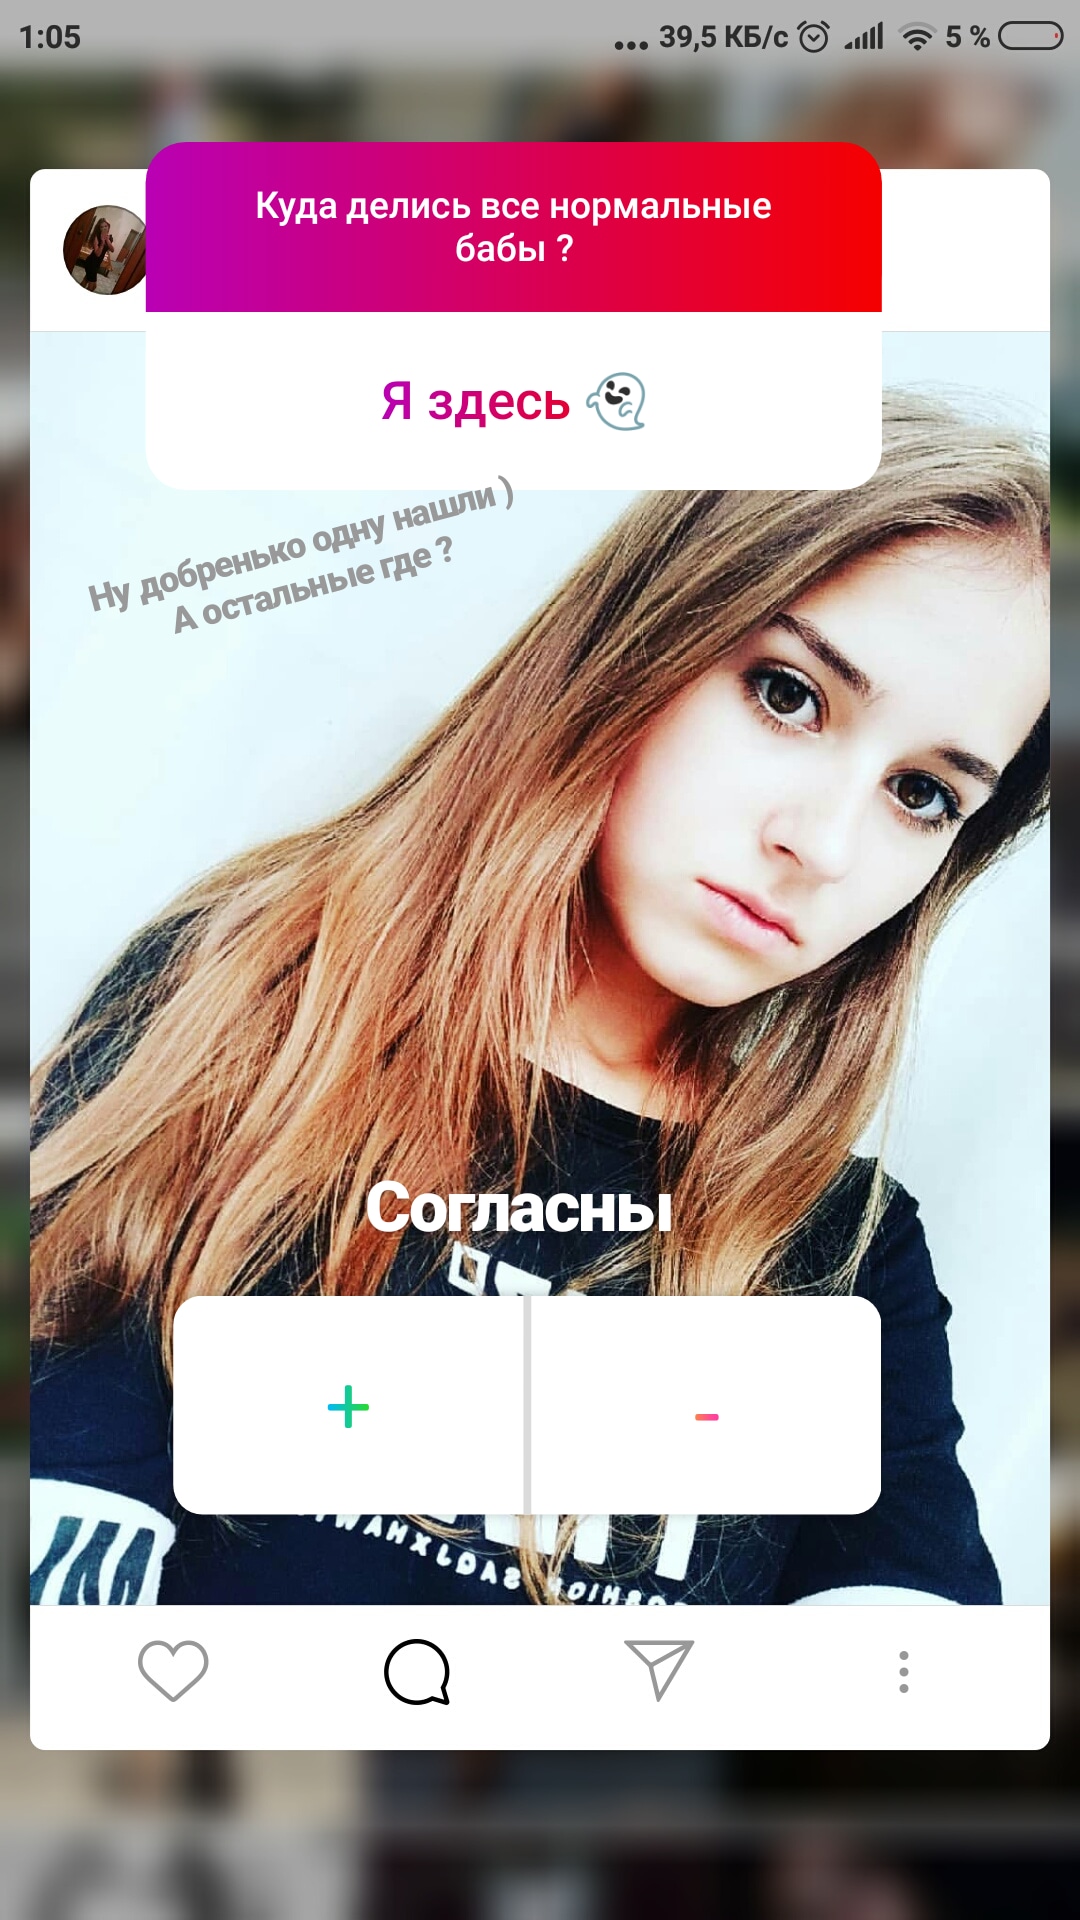 1:05 ... 39,5 КБ/с 5 %
Куда делись все нормальные
бабы ?
Я здесь
Ну добренько одну нашли )
А остальные где ?
Согласны
+ -